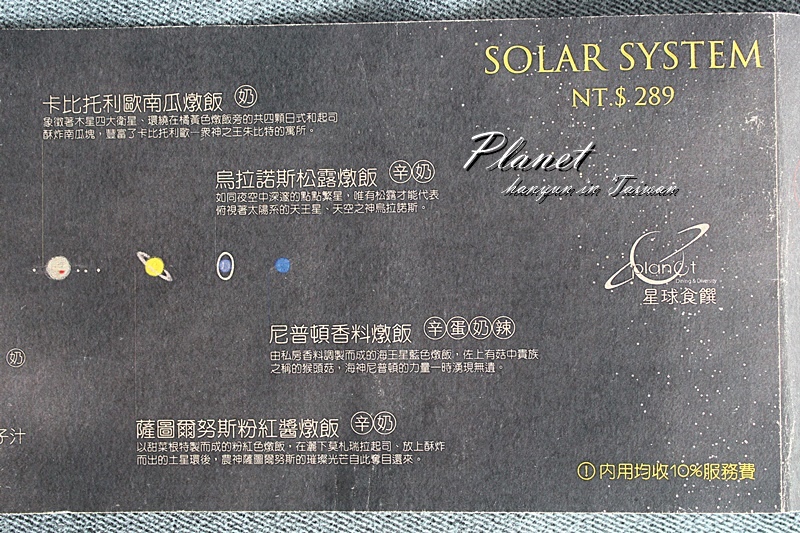 SOLAR SYSTEM
NT.$ 289
卡比托利歐南瓜燉飯 奶
象徵著木星四大衛星、環繞在橘黃色燉飯旁的共四顆日式和起司
酥炸南瓜塊，豐富了卡比托利歐—眾神之王朱比特的寓所。
Planet
hanyun in Taiwan
烏拉諾斯松露燉飯 辛 奶
如同夜空中深邃的點點繁星，唯有松露才能代表
俯視著太陽系的天王星、天空之神烏拉諾斯。
planet
Dining & Diversity
星球食饌
尼普頓香料燉飯 辛 蛋 奶 辣
由私房香料調製而成的海王星藍色燉飯，佐上有菇中貴族
之稱的猴頭菇，海神尼普頓的力量一時湧現無遺。
奶
子汁
薩圖爾努斯粉紅醬燉飯 辛 奶
以甜菜根特製而成的粉紅色燉飯，在灑下莫札瑞拉起司、放上酥炸
而出的土星環後，農神薩圖爾努斯的璀璨光芒自此奪目還來。
! 內用均收10%服務費